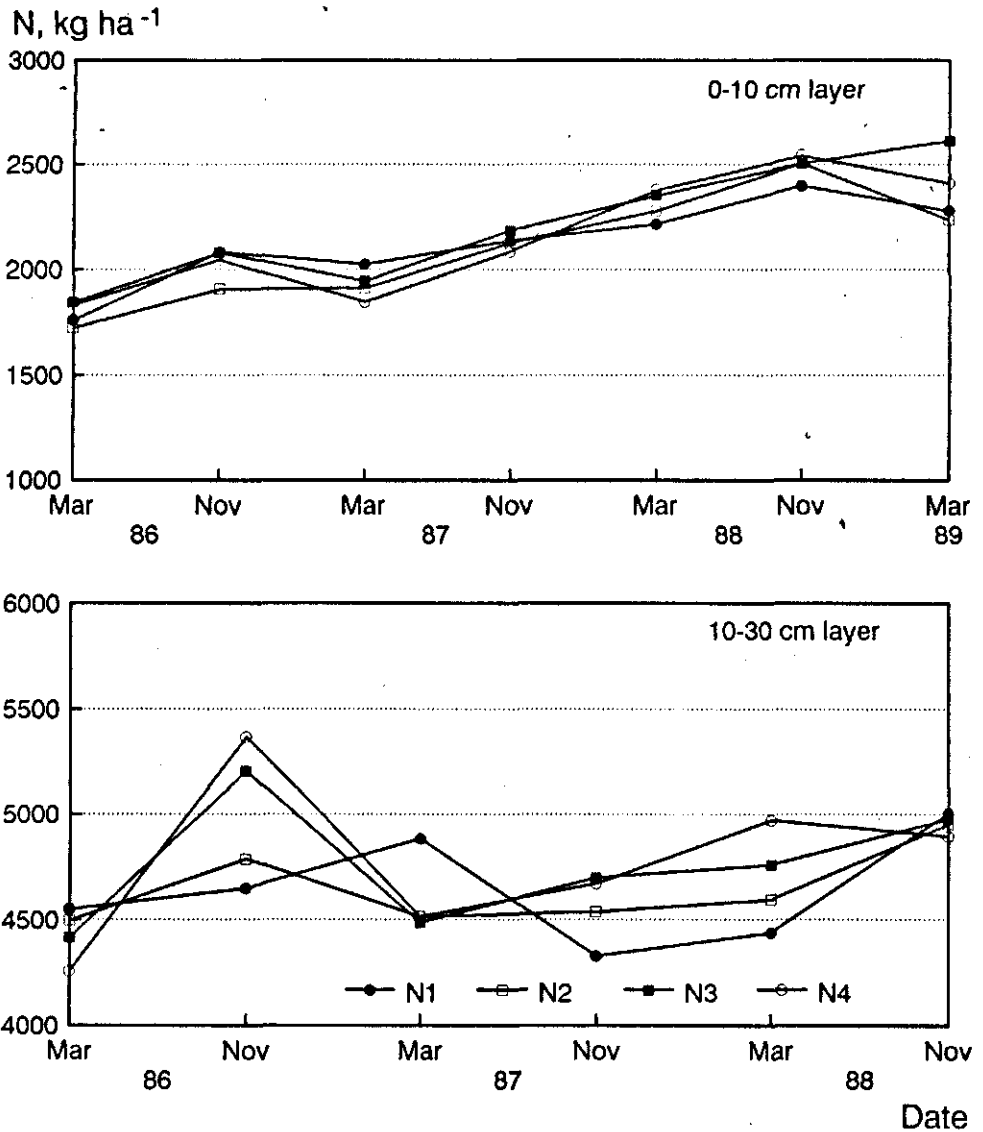 N, kg ha⁻¹
3000
0-10 cm layer
2500
2000
1500
1000
Mar Nov Mar Nov Mar Nov Mar
86 87 88 89
6000
10-30 cm layer
5500
5000
4500
N1 N2 N3 N4
4000
Mar Nov Mar Nov Mar Nov
86 87 88
Date